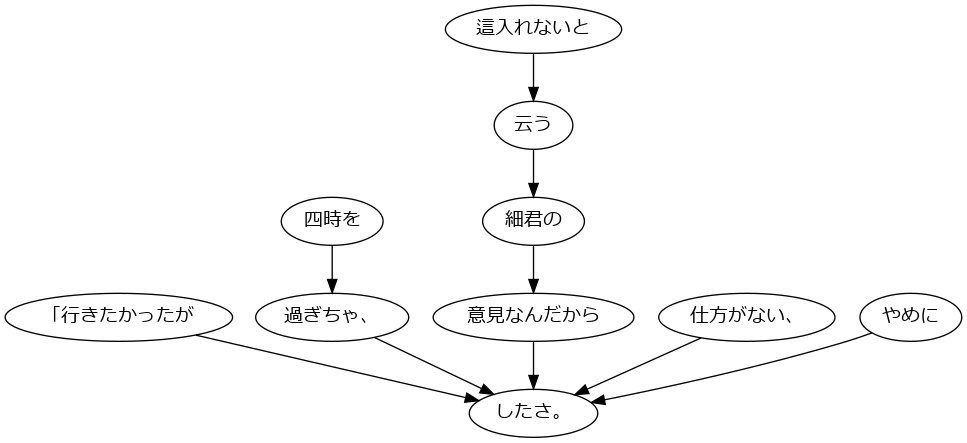 這入れないと
云う
四時を
細君の
「行きたかったが
過ぎちゃ、
意見なんだから
仕方がない、
やめに
したさ。